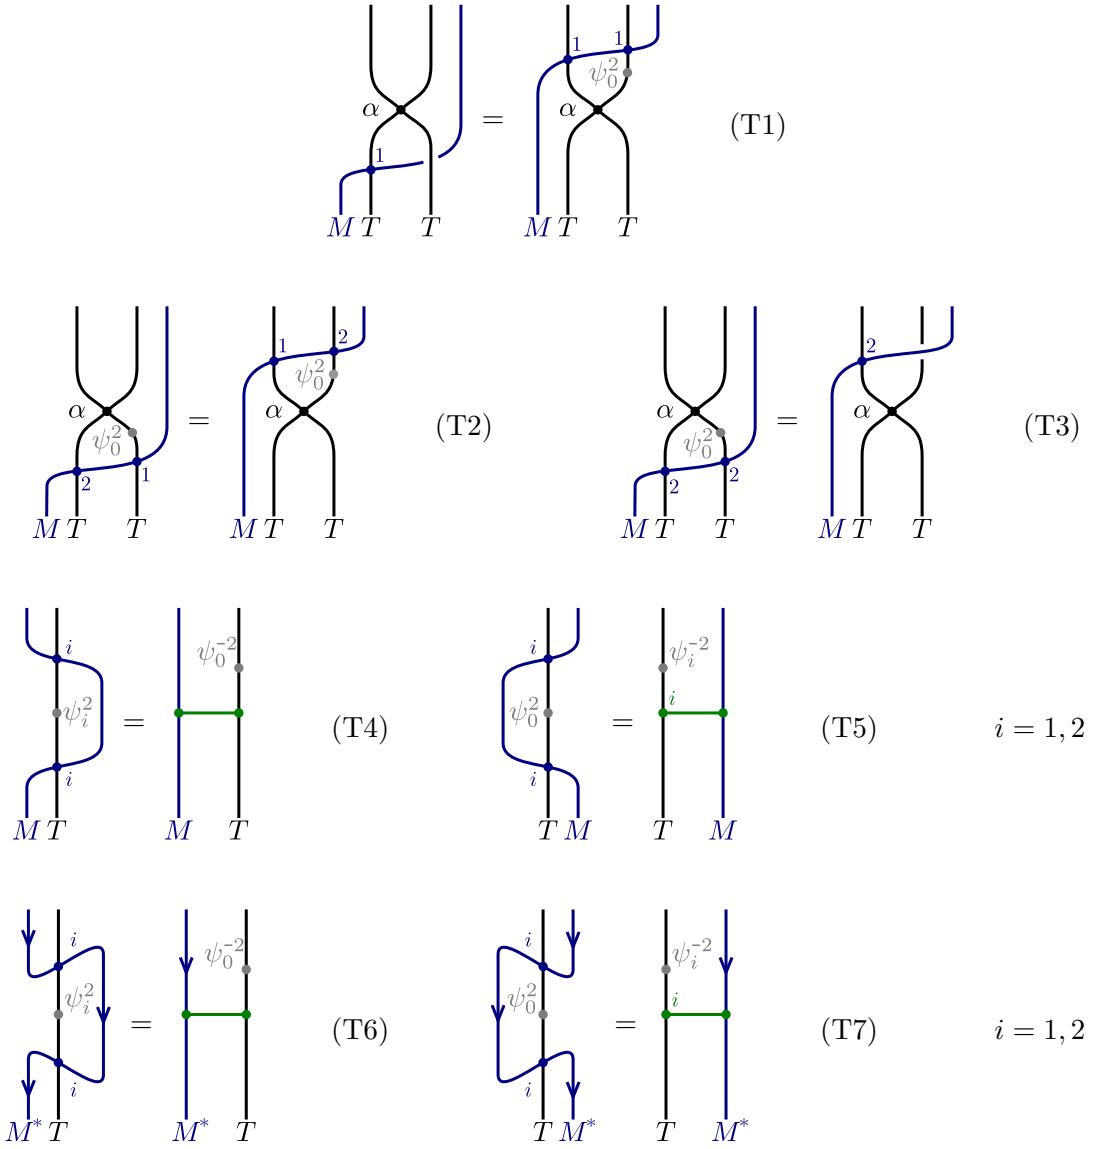 1 1
ψ₀²
α = α (T1)
1
M T T M T T
1 2 2
ψ₀²
α = α (T2) α = α (T3)
ψ₀² ψ₀²
2 1 2 2
M T T M T T M T T M T T
i ψ₀⁻² i ψᵢ⁻²
ψᵢ² = (T4) ψ₀² = i (T5) i = 1, 2
i i
M T M T T M T M
i ψ₀⁻² i ψᵢ⁻²
ψᵢ² = (T6) ψ₀² = i (T7) i = 1, 2
i i
M* T M* T T M* T M*